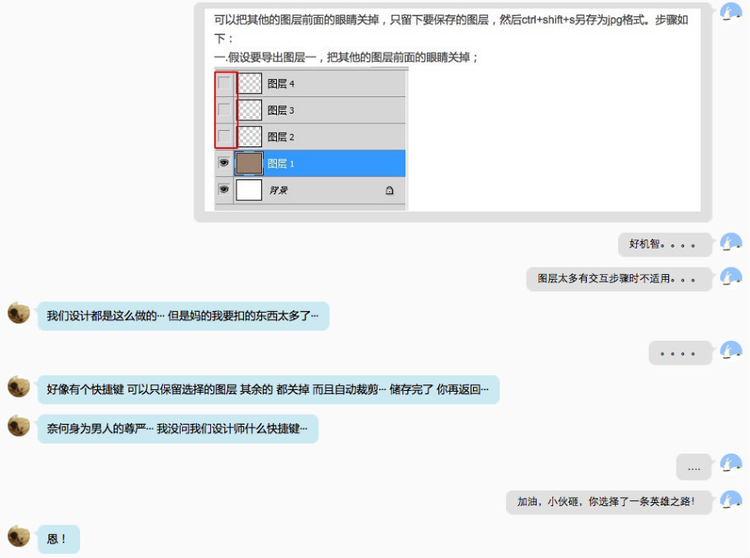 可以把其他的图层前面的眼睛关掉，只留下要保存的图层，然后ctrl+shift+s另存为jpg格式。步骤如
下：
一.假设要导出图层一，把其他的图层前面的眼睛关掉；
图层 4
图层 3
图层 2
图层 1
背景
好机智。。。。
图层太多有交互步骤时不适用。。。
我们设计都是这么做的··· 但是妈的我要扣的东西太多了···
。。。。
好像有个快捷键 可以只保留选择的图层 其余的 都关掉 而且自动裁剪··· 储存完了 你再返回···
奈何身为男人的尊严··· 我没问我们设计师什么快捷键···
....
加油，小伙砸，你选择了一条英雄之路！
恩！